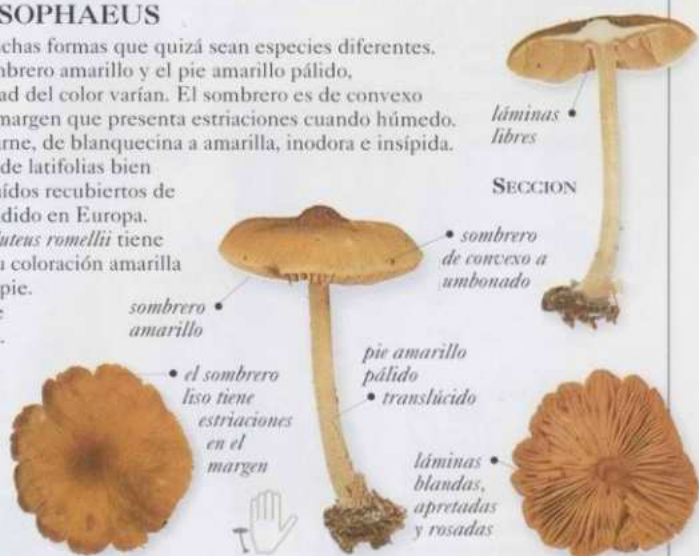 SOPHAEUS
chas formas que quizá sean especies diferentes.
mbrero amarillo y el pie amarillo pálido,
ad del color varían. El sombrero es de convexo
margen que presenta estriaciones cuando húmedo.
arne, de blanquecina a amarilla, inodora e insípida.
de latifolias bien
ídos recubiertos de
dido en Europa.
luteus romellii tiene
u coloración amarilla
pie.
láminas
libres
SECCION
sombrero
de convexo a
umbonado
sombrero
amarillo
pie amarillo
pálido
translúcido
el sombrero
liso tiene
estriaciones
en el
margen
láminas
blandas,
apretadas
y rosadas